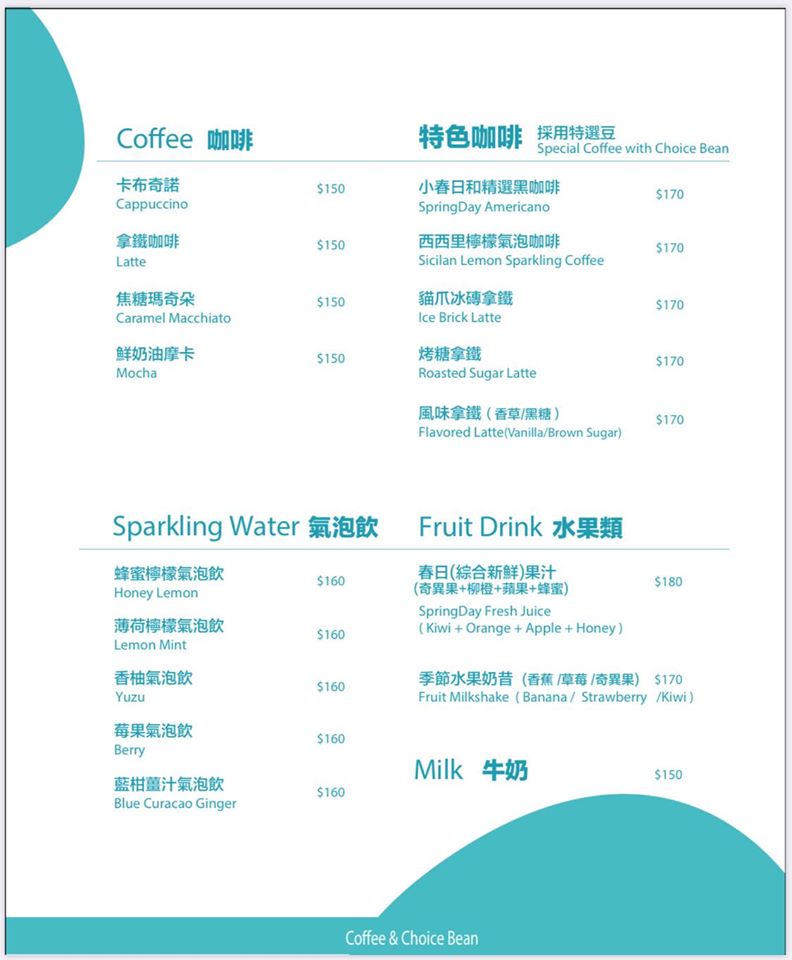 Coffee 咖啡
卡布奇諾
Cappuccino
$150
拿鐵咖啡
Latte
$150
焦糖瑪奇朵
Caramel Macchiato
$150
鮮奶油摩卡
Mocha
$150
特色咖啡 採用特選豆
Special Coffee with Choice Bean
小春日和精選黑咖啡
SpringDay Americano
$170
西西里檸檬氣泡咖啡
Sicilan Lemon Sparkling Coffee
$170
貓爪冰磚拿鐵
Ice Brick Latte
$170
烤糖拿鐵
Roasted Sugar Latte
$170
風味拿鐵 ( 香草/黑糖 )
Flavored Latte(Vanilla/Brown Sugar)
$170
Sparkling Water 氣泡飲
蜂蜜檸檬氣泡飲
Honey Lemon
$160
薄荷檸檬氣泡飲
Lemon Mint
$160
香柚氣泡飲
Yuzu
$160
莓果氣泡飲
Berry
$160
藍柑薑汁氣泡飲
Blue Curacao Ginger
$160
Fruit Drink 水果類
春日(綜合新鮮)果汁
(奇異果+柳橙+蘋果+蜂蜜)
$180
SpringDay Fresh Juice
( Kiwi + Orange + Apple + Honey )
季節水果奶昔 (香蕉 /草莓 /奇異果) $170
Fruit Milkshake ( Banana / Strawberry /Kiwi )
Milk 牛奶 $150
Coffee & Choice Bean